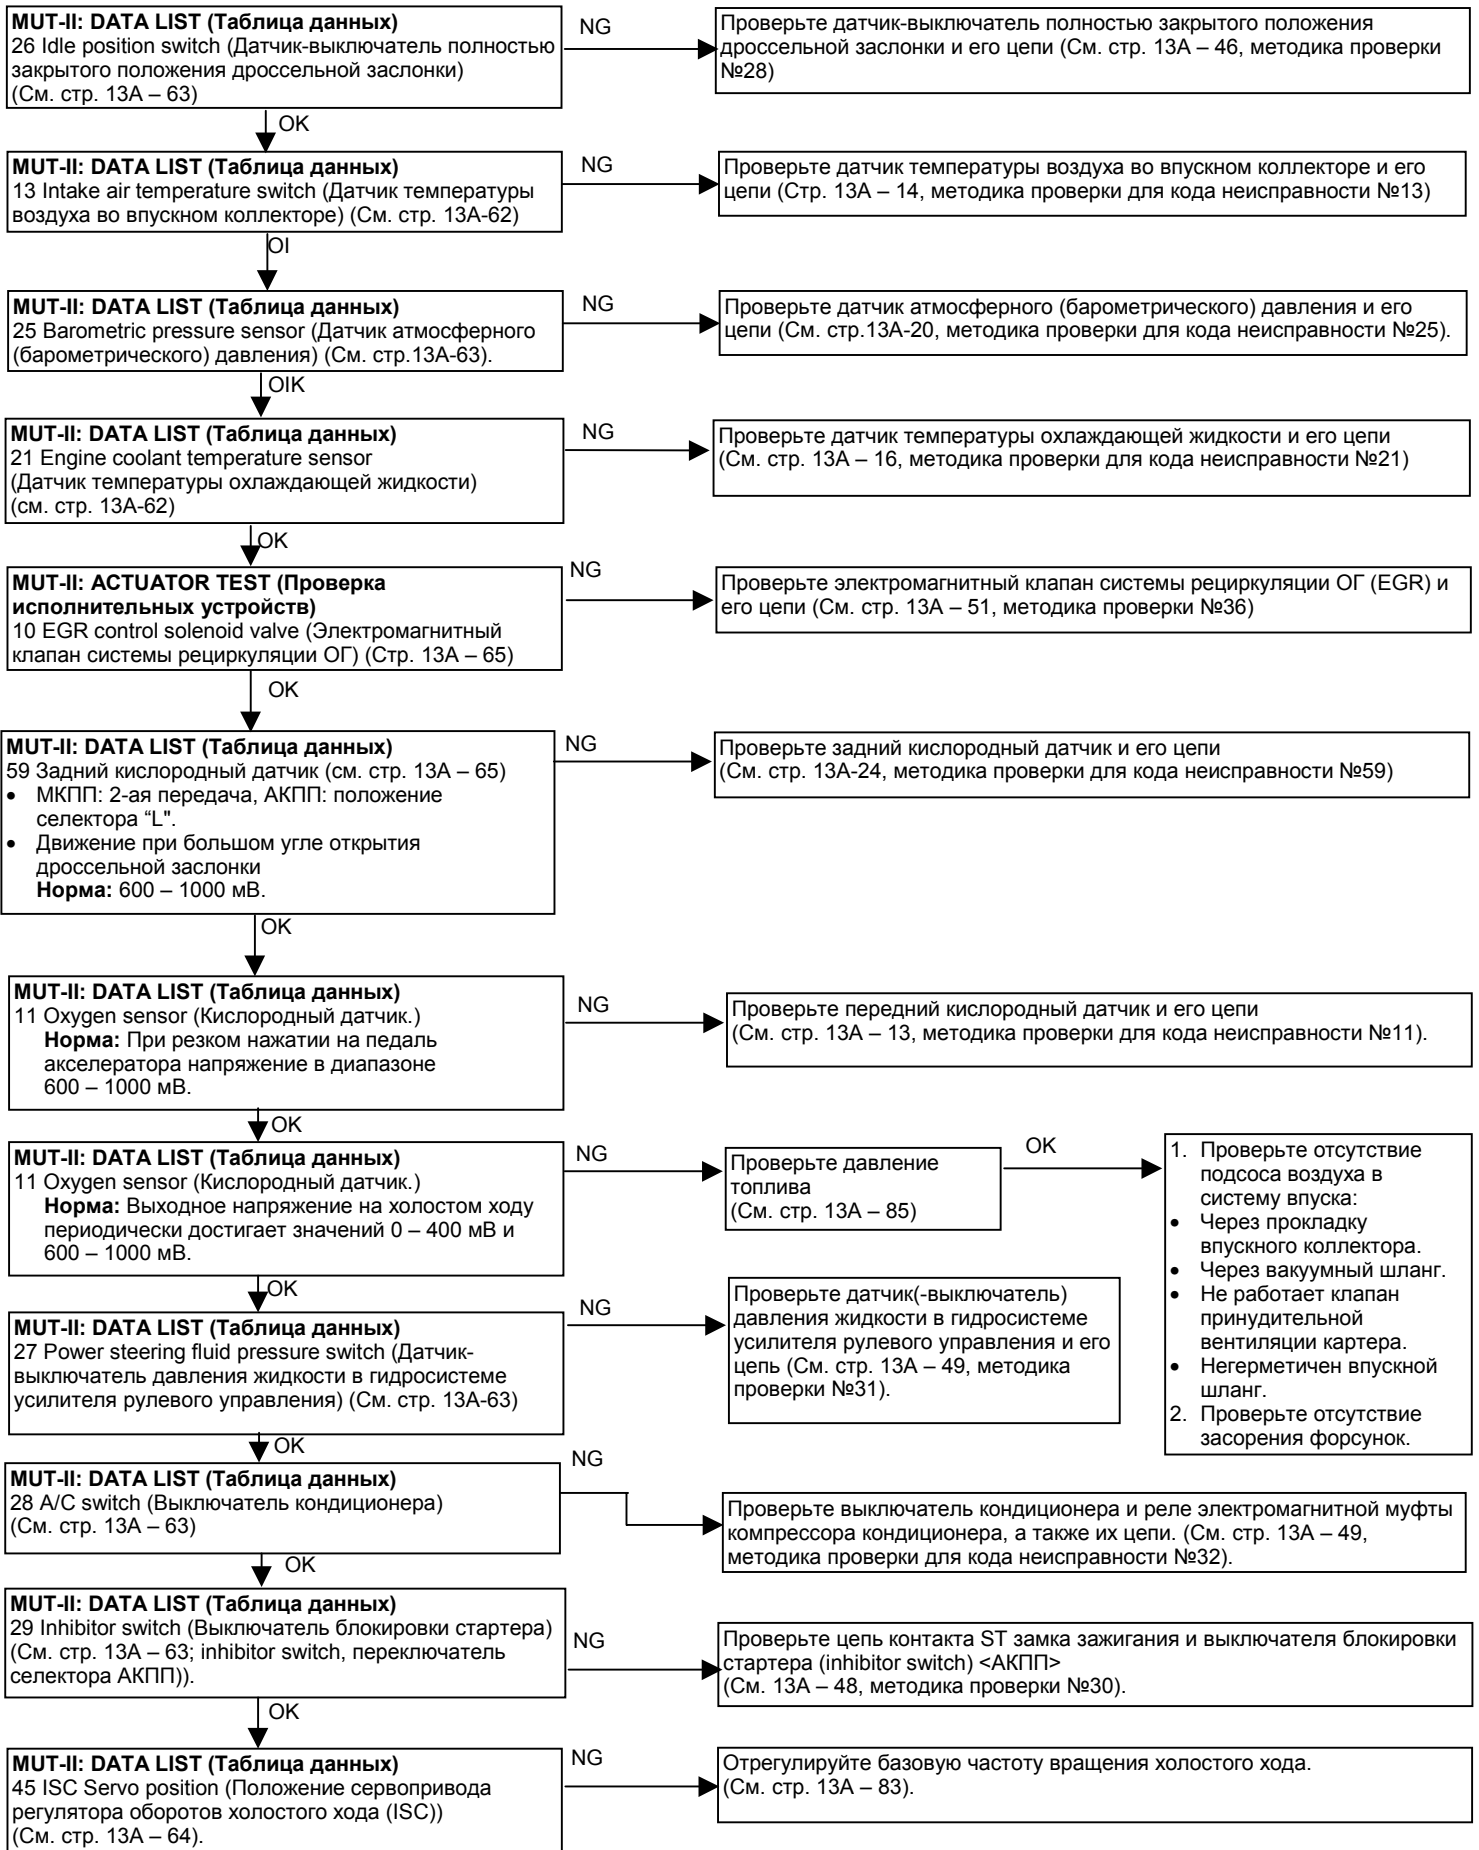 MUT-II: DATA LIST (Таблица данных)
26 Idle position switch (Датчик-выключатель полностью
закрытого положения дроссельной заслонки)
(См. стр. 13А – 63)
NG
Проверьте датчик-выключатель полностью закрытого положения
дроссельной заслонки и его цепи (См. стр. 13А – 46, методика проверки
№28)
OK
MUT-II: DATA LIST (Таблица данных)
13 Intake air temperature switch (Датчик температуры
воздуха во впускном коллекторе) (См. стр. 13А-62)
NG
Проверьте датчик температуры воздуха во впускном коллекторе и его
цепи (Стр. 13А – 14, методика проверки для кода неисправности №13)
OI
MUT-II: DATA LIST (Таблица данных)
25 Barometric pressure sensor (Датчик атмосферного
(барометрического) давления) (См. стр.13А-63).
NG
Проверьте датчик атмосферного (барометрического) давления и его
цепи (См. стр.13А-20, методика проверки для кода неисправности №25).
OIK
MUT-II: DATA LIST (Таблица данных)
21 Engine coolant temperature sensor
(Датчик температуры охлаждающей жидкости)
(см. стр. 13А-62)
NG
Проверьте датчик температуры охлаждающей жидкости и его цепи
(См. стр. 13А – 16, методика проверки для кода неисправности №21)
OK
MUT-II: ACTUATOR TEST (Проверка
исполнительных устройств)
10 EGR control solenoid valve (Электромагнитный
клапан системы рециркуляции ОГ) (Стр. 13А – 65)
NG
Проверьте электромагнитный клапан системы рециркуляции ОГ (EGR) и
его цепи (См. стр. 13А – 51, методика проверки №36)
OK
MUT-II: DATA LIST (Таблица данных)
59 Задний кислородный датчик (см. стр. 13А – 65)
• МКПП: 2-ая передача, АКПП: положение
селектора “L".
• Движение при большом угле открытия
дроссельной заслонки
Норма: 600 – 1000 мВ.
NG
Проверьте задний кислородный датчик и его цепи
(См. стр. 13А-24, методика проверки для кода неисправности №59)
OK
MUT-II: DATA LIST (Таблица данных)
11 Oxygen sensor (Кислородный датчик.)
Норма: При резком нажатии на педаль
акселератора напряжение в диапазоне
600 – 1000 мВ.
NG
Проверьте передний кислородный датчик и его цепи
(См. стр. 13А – 13, методика проверки для кода неисправности №11).
OK
MUT-II: DATA LIST (Таблица данных)
11 Oxygen sensor (Кислородный датчик.)
Норма: Выходное напряжение на холостом ходу
периодически достигает значений 0 – 400 мВ и
600 – 1000 мВ.
NG
Проверьте давление
топлива
(См. стр. 13А – 85)
OK
1. Проверьте отсутствие
подсоса воздуха в
систему впуска:
• Через прокладку
впускного коллектора.
• Через вакуумный шланг.
• Не работает клапан
принудительной
вентиляции картера.
• Негерметичен впускной
шланг.
2. Проверьте отсутствие
засорения форсунок.
OK
MUT-II: DATA LIST (Таблица данных)
27 Power steering fluid pressure switch (Датчик-
выключатель давления жидкости в гидросистеме
усилителя рулевого управления) (См. стр. 13А-63)
NG
Проверьте датчик(-выключатель)
давления жидкости в гидросистеме
усилителя рулевого управления и его
цепь (См. стр. 13А – 49, методика
проверки №31).
OK
MUT-II: DATA LIST (Таблица данных)
28 A/C switch (Выключатель кондиционера)
(См. стр. 13А – 63)
NG
Проверьте выключатель кондиционера и реле электромагнитной муфты
компрессора кондиционера, а также их цепи. (См. стр. 13А – 49,
методика проверки для кода неисправности №32).
OK
MUT-II: DATA LIST (Таблица данных)
29 Inhibitor switch (Выключатель блокировки стартера)
(См. стр. 13А – 63; inhibitor switch, переключатель
селектора АКПП)).
NG
Проверьте цепь контакта ST замка зажигания и выключателя блокировки
стартера (inhibitor switch) <АКПП>
(См. 13А – 48, методика проверки №30).
OK
MUT-II: DATA LIST (Таблица данных)
45 ISC Servo position (Положение сервопривода
регулятора оборотов холостого хода (ISC))
(См. стр. 13А – 64).
NG
Отрегулируйте базовую частоту вращения холостого хода.
(См. стр. 13А – 83).